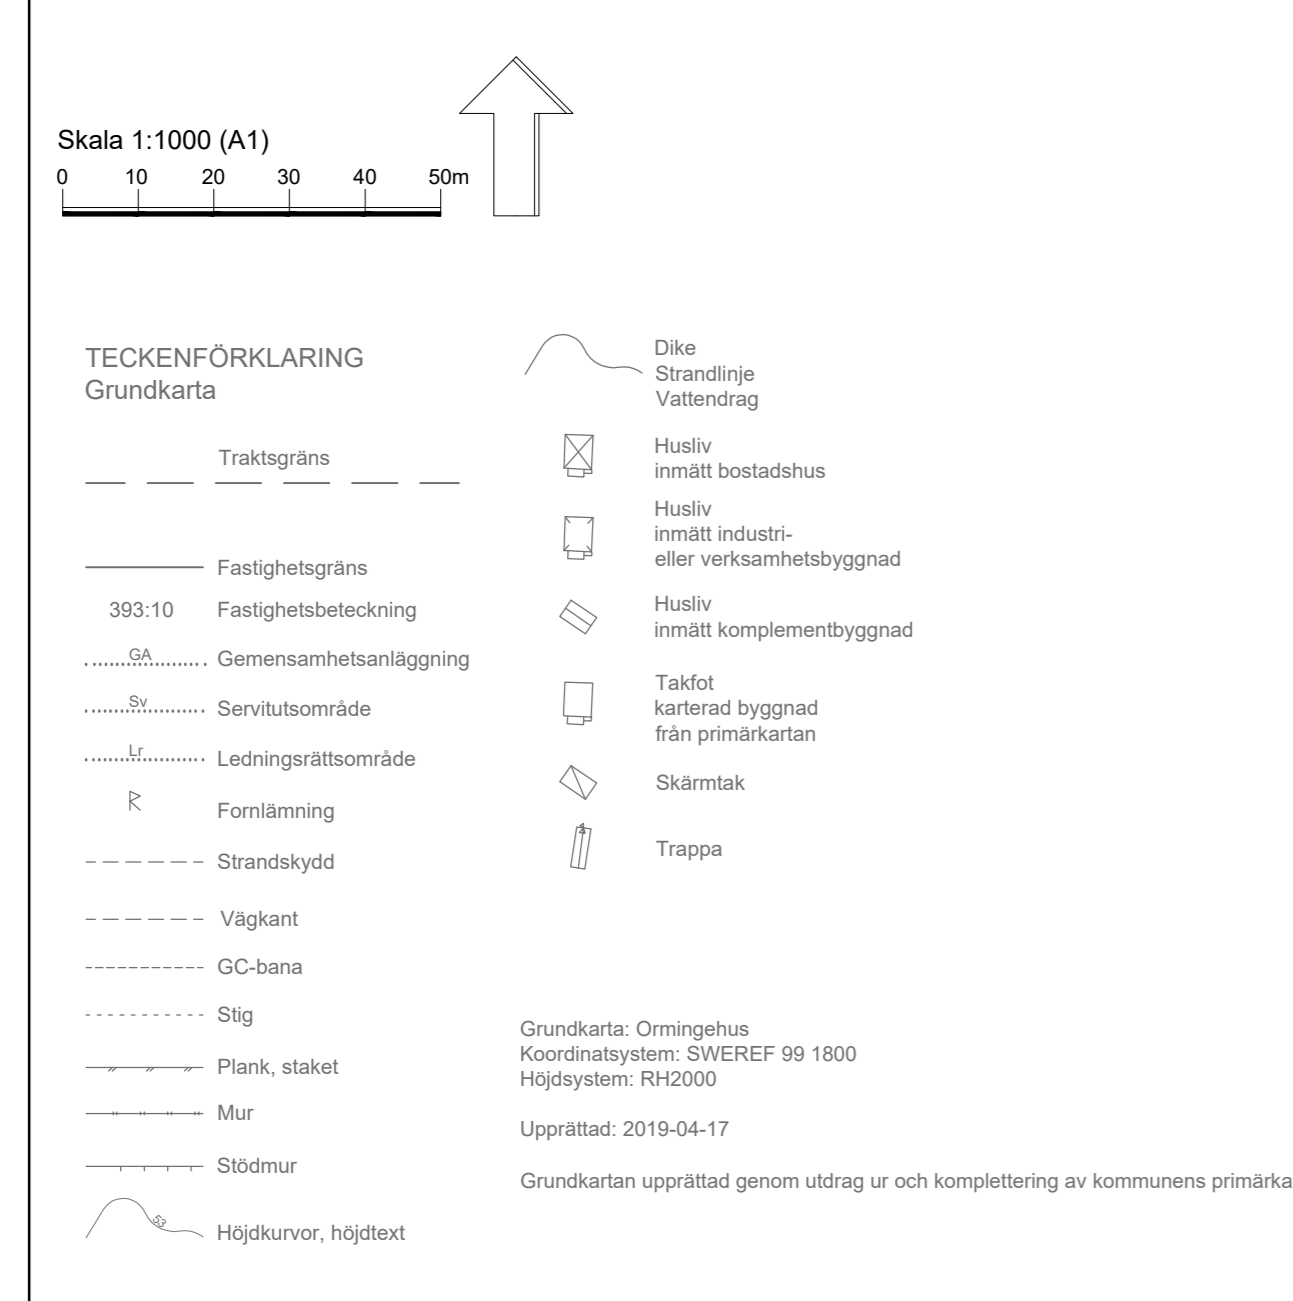 Skala 1:1000 (A1)
0 10 20 30 40 50m
TECKENFÖRKLARING
Grundkarta
Traktsgräns
Fastighetsgräns
393:10 Fastighetsbeteckning
GA Gemensamhetsanläggning
Sv Servitutsområde
Lr Ledningsrättsområde
R Fornlämning
Strandskydd
Vägkant
GC-bana
Stig
Plank, staket
Mur
Stödmur
53 Höjdkurvor, höjdtext
Dike
Strandlinje
Vattendrag
Husliv
inmätt bostadshus
Husliv
inmätt industri-
eller verksamhetsbyggnad
Husliv
inmätt komplementbyggnad
Takfot
karterad byggnad
från primärkartan
Skärmtak
Trappa
Grundkarta: Ormingehus
Koordinatsystem: SWEREF 99 1800
Höjdsystem: RH2000
Upprättad: 2019-04-17
Grundkartan upprättad genom utdrag ur och komplettering av kommunens primärka